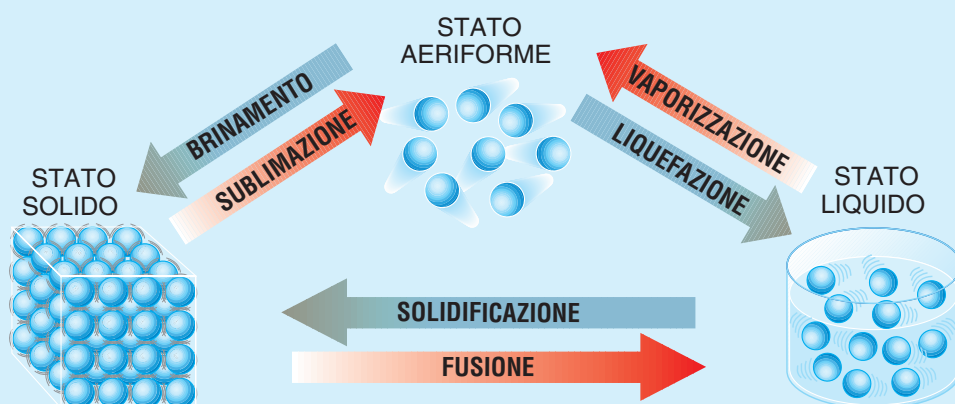 STATO
AERIFORME
BRINAMENTO
SUBLIMAZIONE
VAPORIZZAZIONE
LIQUEFAZIONE
STATO
SOLIDO
STATO
LIQUIDO
SOLIDIFICAZIONE
FUSIONE